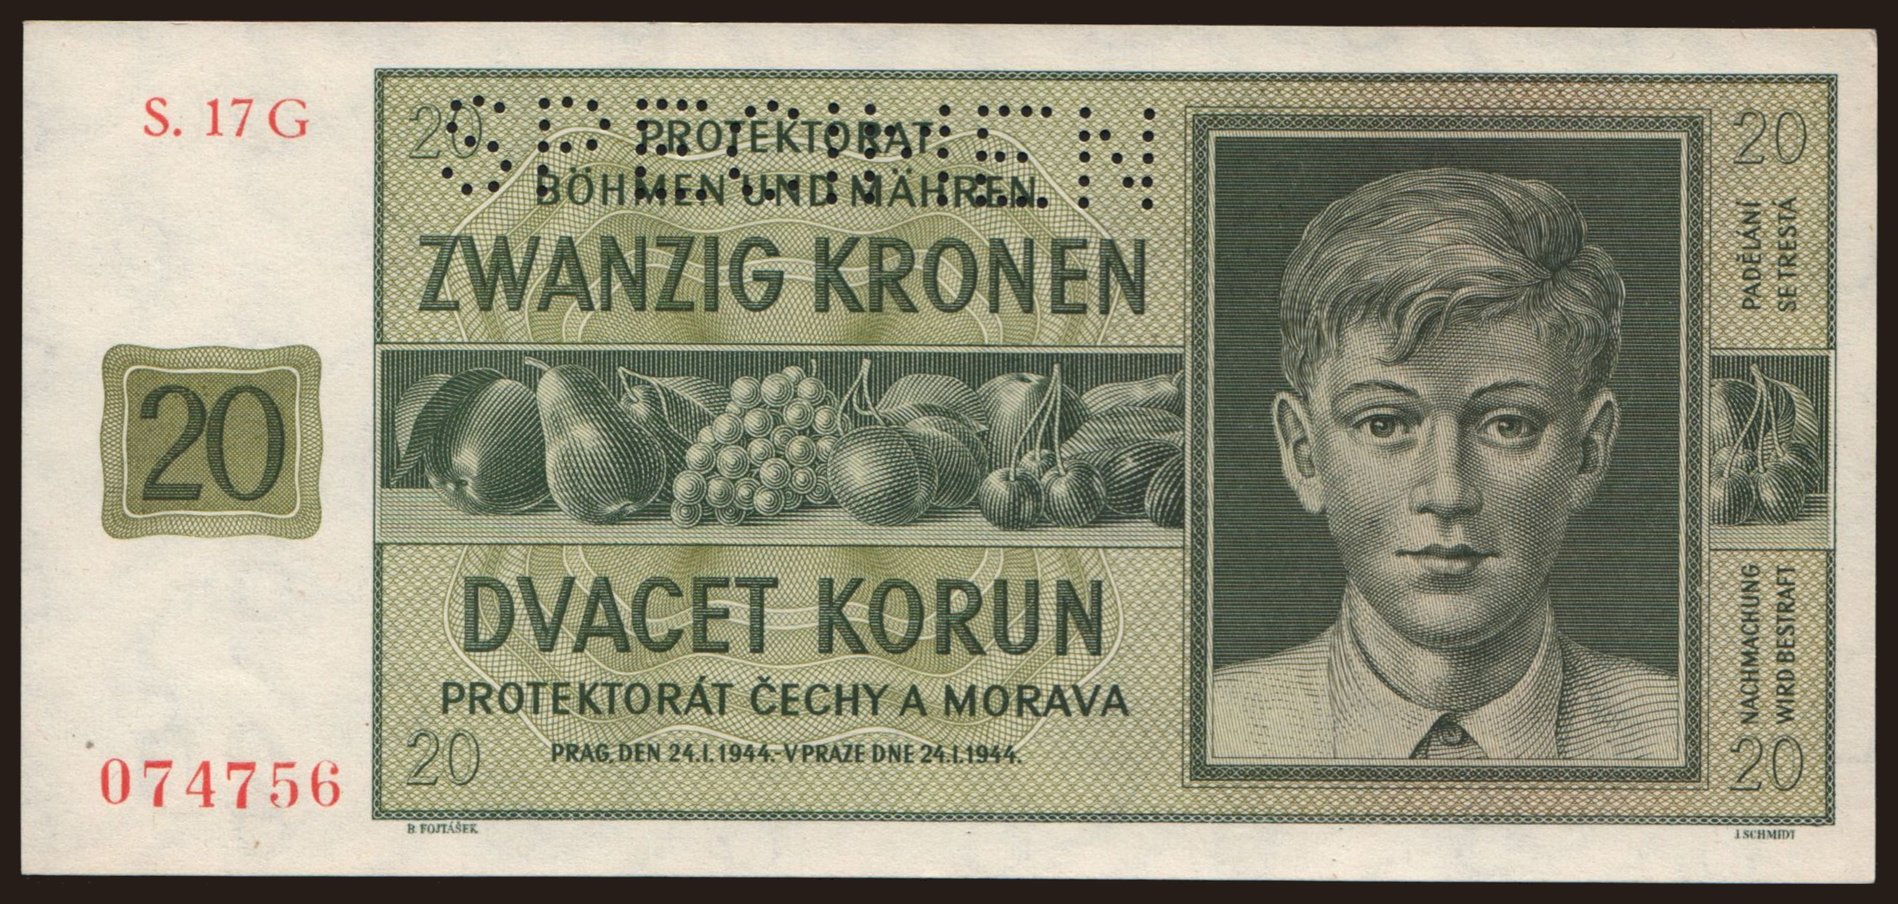 S. 17 G
20
SPECIMEN
20
PROTEKTORAT
BÖHMEN UND MÄHREN
ZWANZIG KRONEN
PADĚLÁNÍ
SE TRESTÁ
20
DVACET KORUN
PROTEKTORÁT ČECHY A MORAVA
NACHMACHUNG
WIRD BESTRAFT
20
PRAG, DEN 24.I.1944.-V PRAZE DNE 24.I.1944.
20
074756
B. FOJTÁŠEK
J. SCHMIDT